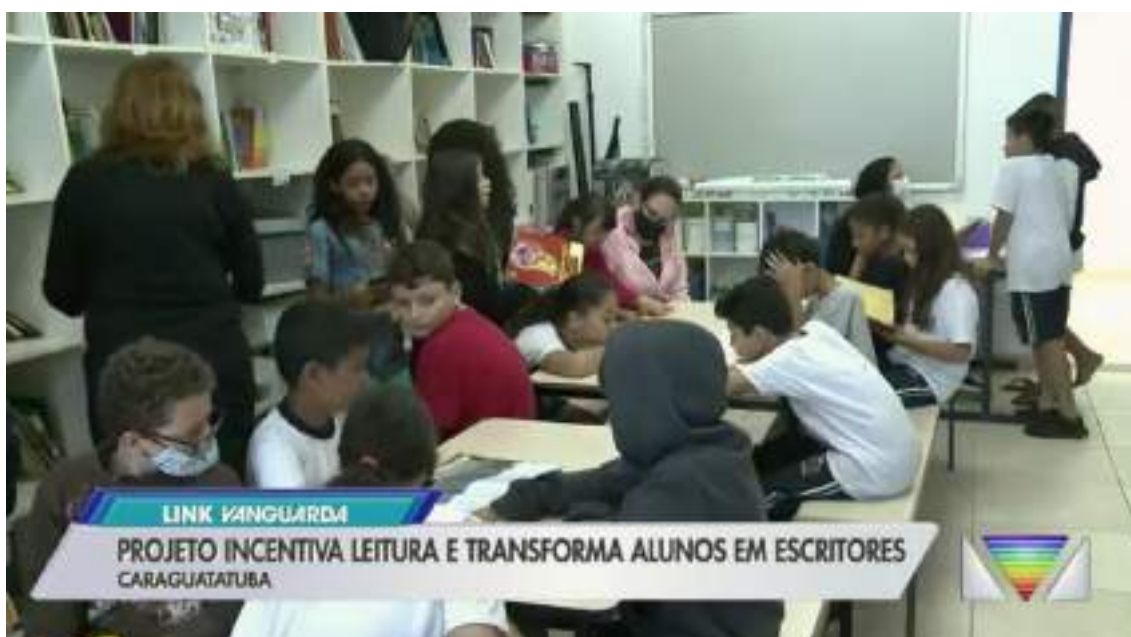 LINK VANGUARDA
PROJETO INCENTIVA LEITURA E TRANSFORMA ALUNOS EM ESCRITORES
CARAGUATATUBA